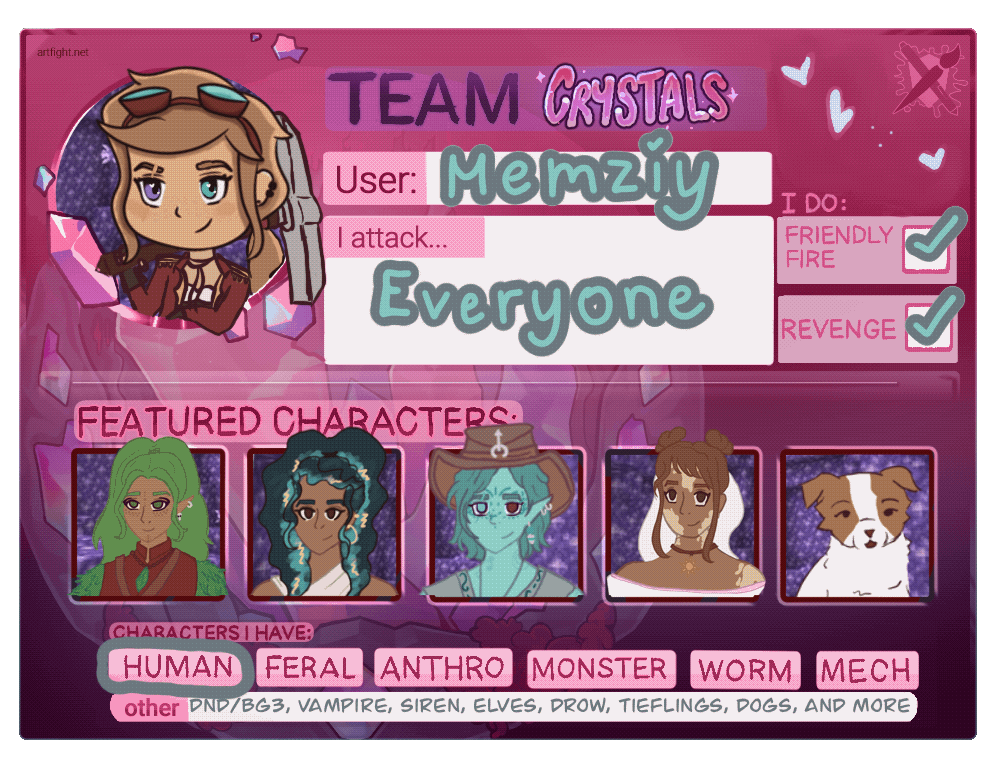 artfight.net
TEAM CRYSTALS
User: Memziy
I attack...
Everyone
I DO:
FRIENDLY
FIRE
REVENGE
FEATURED CHARACTERS:
CHARACTERS I HAVE:
HUMAN FERAL ANTHRO MONSTER WORM MECH
other DND/BG3, VAMPIRE, SIREN, ELVES, DROW, TIEFLINGS, DOGS, AND MORE